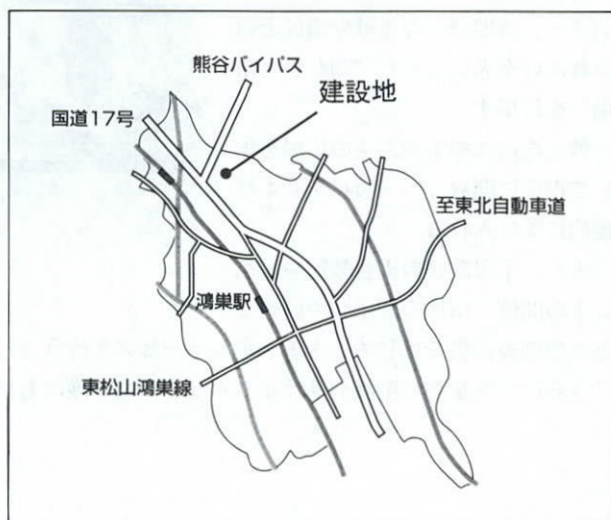 熊谷バイパス
建設地
国道17号
至東北自動車道
鴻巣駅
東松山鴻巣線